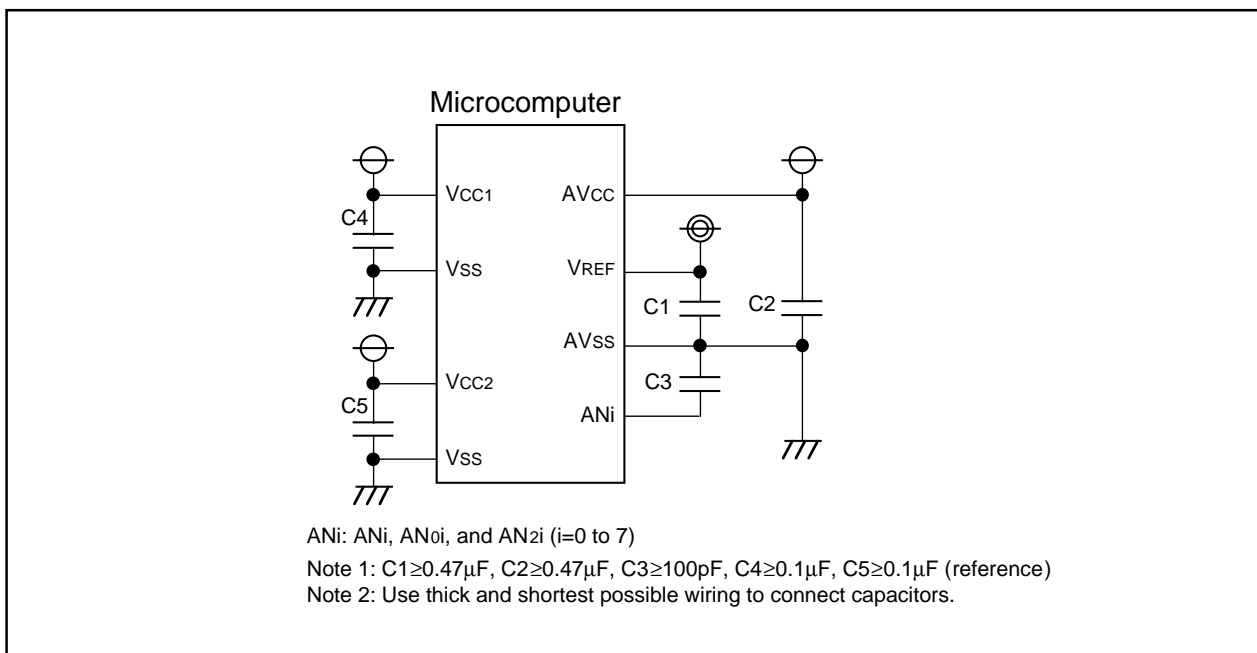 Microcomputer
VCC1
AVCC
C4
VREF
VSS
C1
C2
AVSS
VCC2
C3
C5
ANi
VSS
ANi: ANi, AN0i, and AN2i (i=0 to 7)
Note 1: C1≥0.47μF, C2≥0.47μF, C3≥100pF, C4≥0.1μF, C5≥0.1μF (reference)
Note 2: Use thick and shortest possible wiring to connect capacitors.